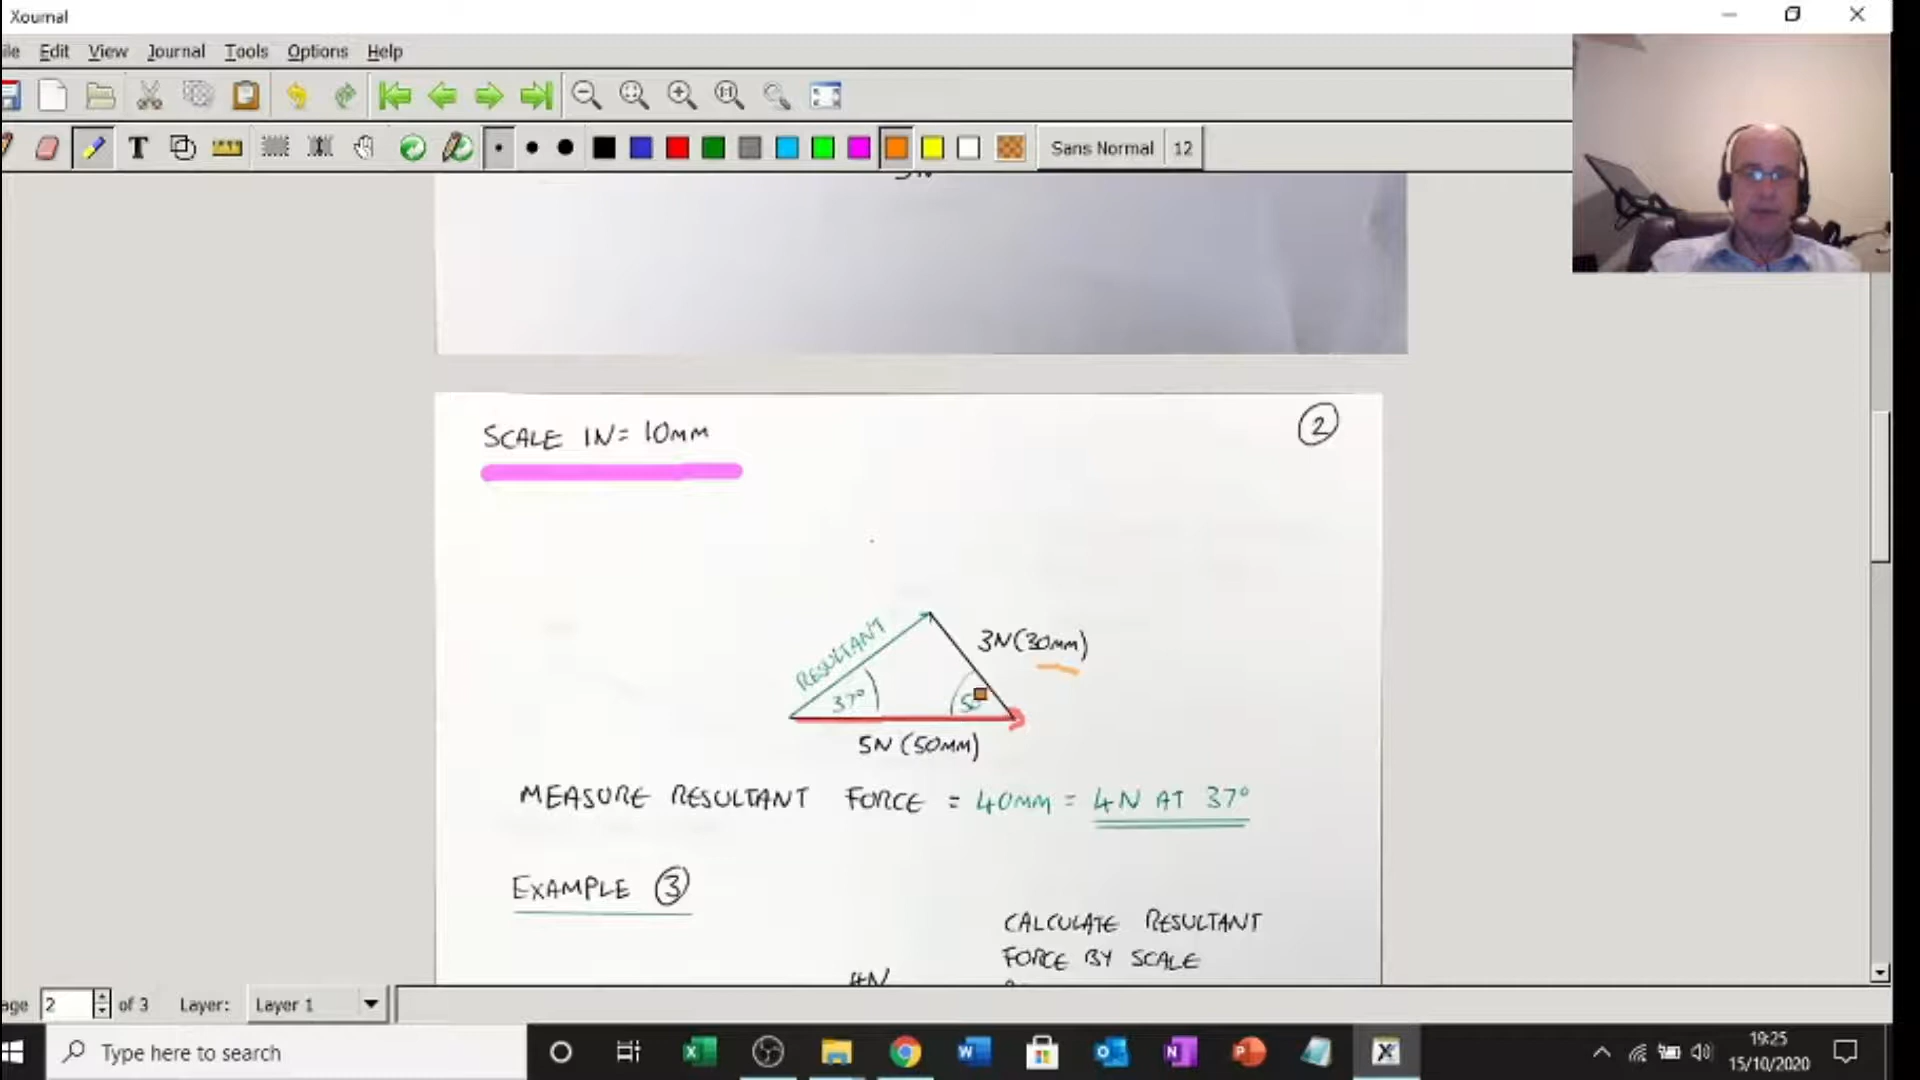 Xournal
Edit View Journal Tools Options Help
T
Sans Normal 12
SCALE 1N = 10MM
2
RESULTANT
3N (30MM)
37°
5N (50MM)
MEASURE RESULTANT FORCE = 40MM = 4N AT 37°
EXAMPLE 3
CALCULATE RESULTANT
FORCE BY SCALE
4N
age 2 of 3 Layer: Layer 1
Type here to search
19:25
15/10/2020